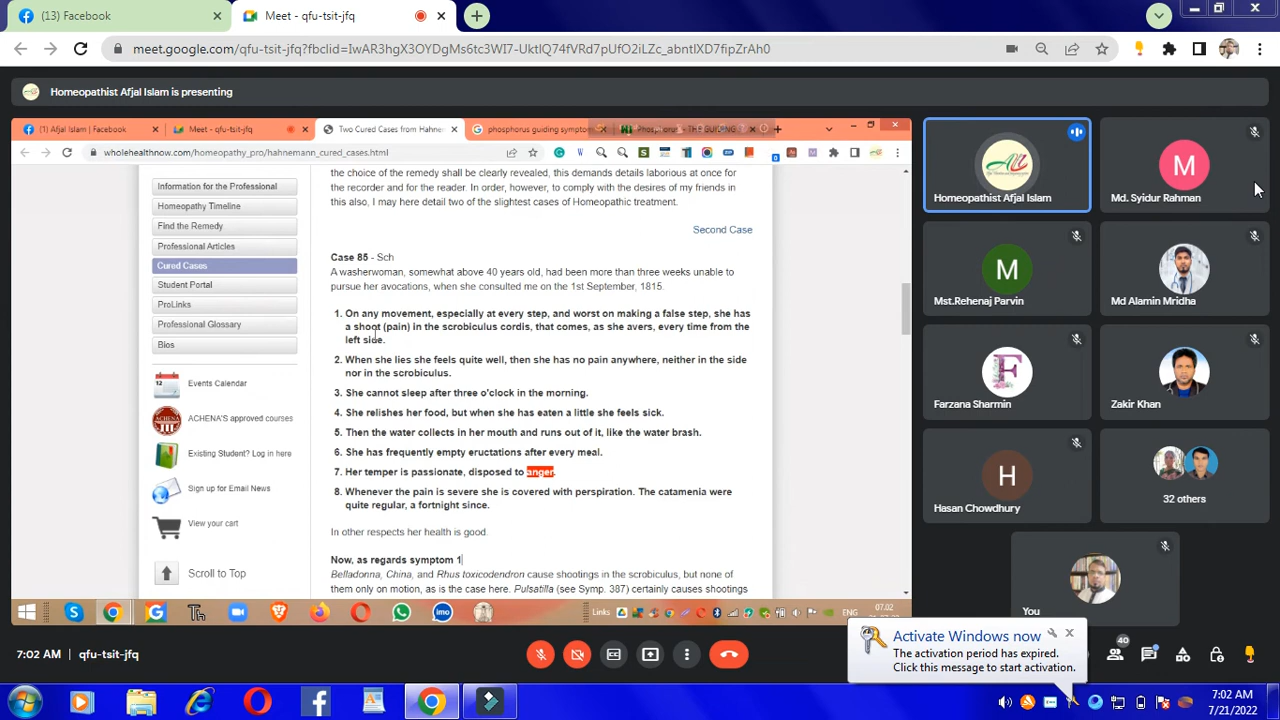 (13) Facebook
Meet - qfu-tsit-jfq
meet.google.com/qfu-tsit-jfq?fbclid=IwAR3hgX3OYDgMs6tc3WI7-UktlQ74fVRd7pUfO2iLZc_abntlXD7fipZrAh0
Homeopathist Afjal Islam is presenting
(1) Afjal Islam | Facebook
Meet - qfu-tsit-jfq
Two Cured Cases from Hahne
phosphorus guiding symptom
wholehealthnow.com/homeopathy_pro/hahnemann_cured_cases.html
Information for the Professional
Homeopathy Timeline
Find the Remedy
Professional Articles
Cured Cases
Student Portal
ProLinks
Professional Glossary
Bios
Events Calendar
ACHENA'S approved courses
Existing Student? Log in here
Sign up for Email News
View your cart
Scroll to Top
the choice of the remedy shall be clearly revealed, this demands details laborious at once for
the recorder and for the reader. In order, however, to comply with the desires of my friends in
this also, I may here detail two of the slightest cases of Homeopathic treatment.
Second Case
Case 85 - Sch
A washerwoman, somewhat above 40 years old, had been more than three weeks unable to
pursue her avocations, when she consulted me on the 1st September, 1815.
1. On any movement, especially at every step, and worst on making a false step, she has
a shoot (pain) in the scrobiculus cordis, that comes, as she avers, every time from the
left side.
2. When she lies she feels quite well, then she has no pain anywhere, neither in the side
nor in the scrobiculus.
3. She cannot sleep after three o'clock in the morning.
4. She relishes her food, but when she has eaten a little she feels sick.
5. Then the water collects in her mouth and runs out of it, like the water brash.
6. She has frequently empty eructations after every meal.
7. Her temper is passionate, disposed to anger.
8. Whenever the pain is severe she is covered with perspiration. The catamenia were
quite regular, a fortnight since.
In other respects her health is good.
Now, as regards symptom 1
Belladonna, China, and Rhus toxicodendron cause shootings in the scrobiculus, but none of
them only on motion, as is the case here. Pulsatilla (see Symp. 387) certainly causes shootings
Links
ENG
07.02
Homeopathist Afjal Islam
M
Md. Syidur Rahman
M
Mst.Rehenaj Parvin
Md Alamin Mridha
F
Farzana Sharmin
Zakir Khan
H
Hasan Chowdhury
32 others
You
Activate Windows now
The activation period has expired.
Click this message to start activation.
7:02 AM
qfu-tsit-jfq
40
7:02 AM
7/21/2022